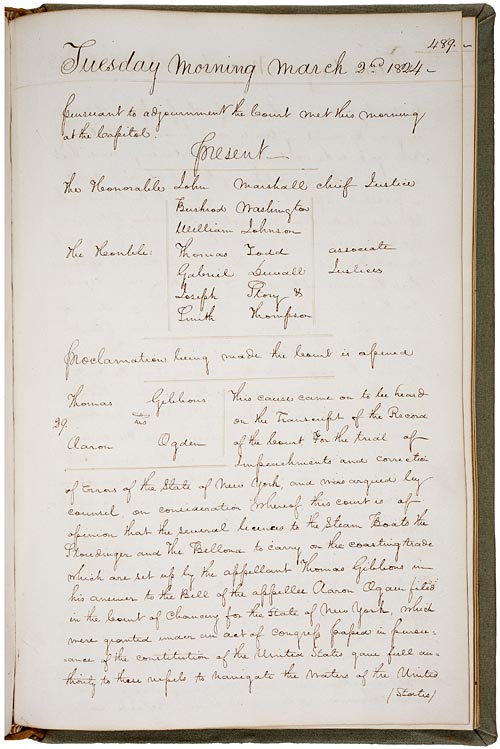 489.
Tuesday Morning March 2nd 1824
Pursuant to adjournment the Court met this morning
at the Capitol.
Present
The Honorable John Marshall chief Justice
Bushrod Washington
William Johnson
The Honble: Thomas Todd associate
Gabriel Duvall Justices
Joseph Story &
Smith Thompson
Proclamation being made the Court is opened
Thomas Gibbons This cause came on to be heard
vs on the Transcript of the Record
29. of the Court For the trial of
Aaron Ogden Impeachments and correction
of Errors of the State of New York, and was argued by
counsel on consideration whereof this court is of
opinion that the several licences to the Steam Boats the
Stoudinger and The Bellona to carry on the coasting trade
which are set up by the appellant Thomas Gibbons in
his answer to the Bill of the appellee Aaron Ogden filed
in the Court of Chancery for the State of New York, which
were granted under an act of Congress passed in pursu-
-ance of the constitution of the United States gave full au-
thority to those vessels to navigate the waters of the United
(States)